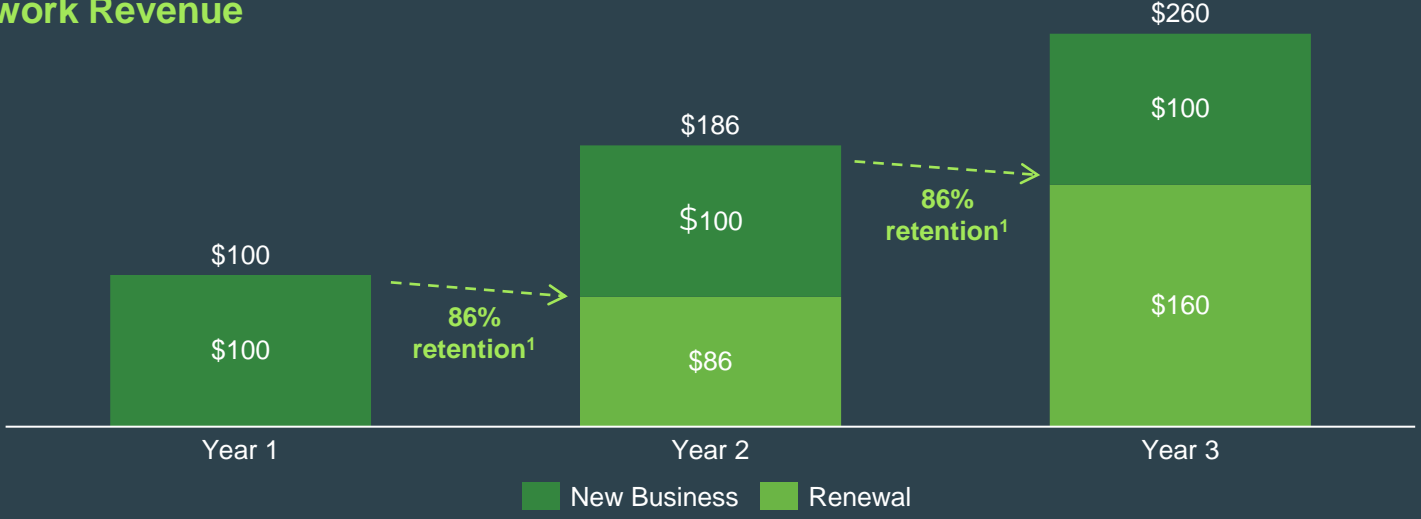 Revenue
$260
$100
$186
86%
retention¹
$100
$160
$100
86%
retention¹
$100
$86
Year 1
Year 2
Year 3
New Business
Renewal